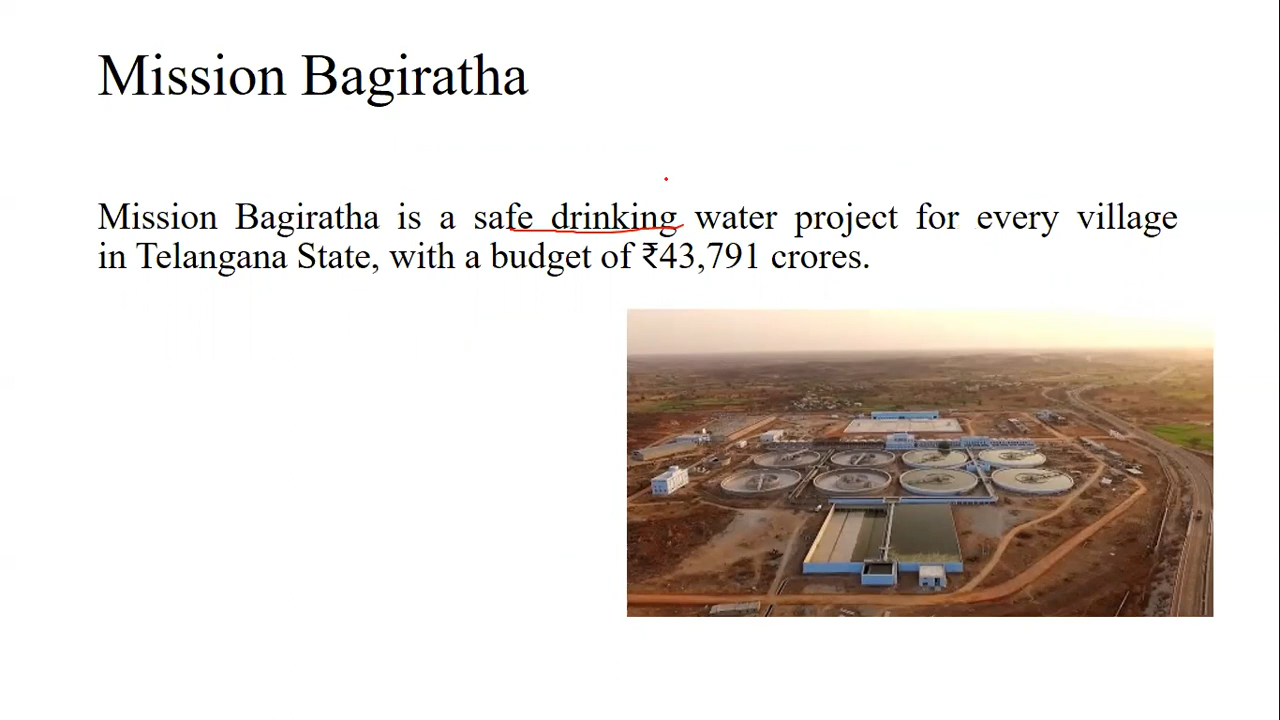 Mission Bagiratha
Mission Bagiratha is a safe drinking water project for every village
in Telangana State, with a budget of ₹43,791 crores.